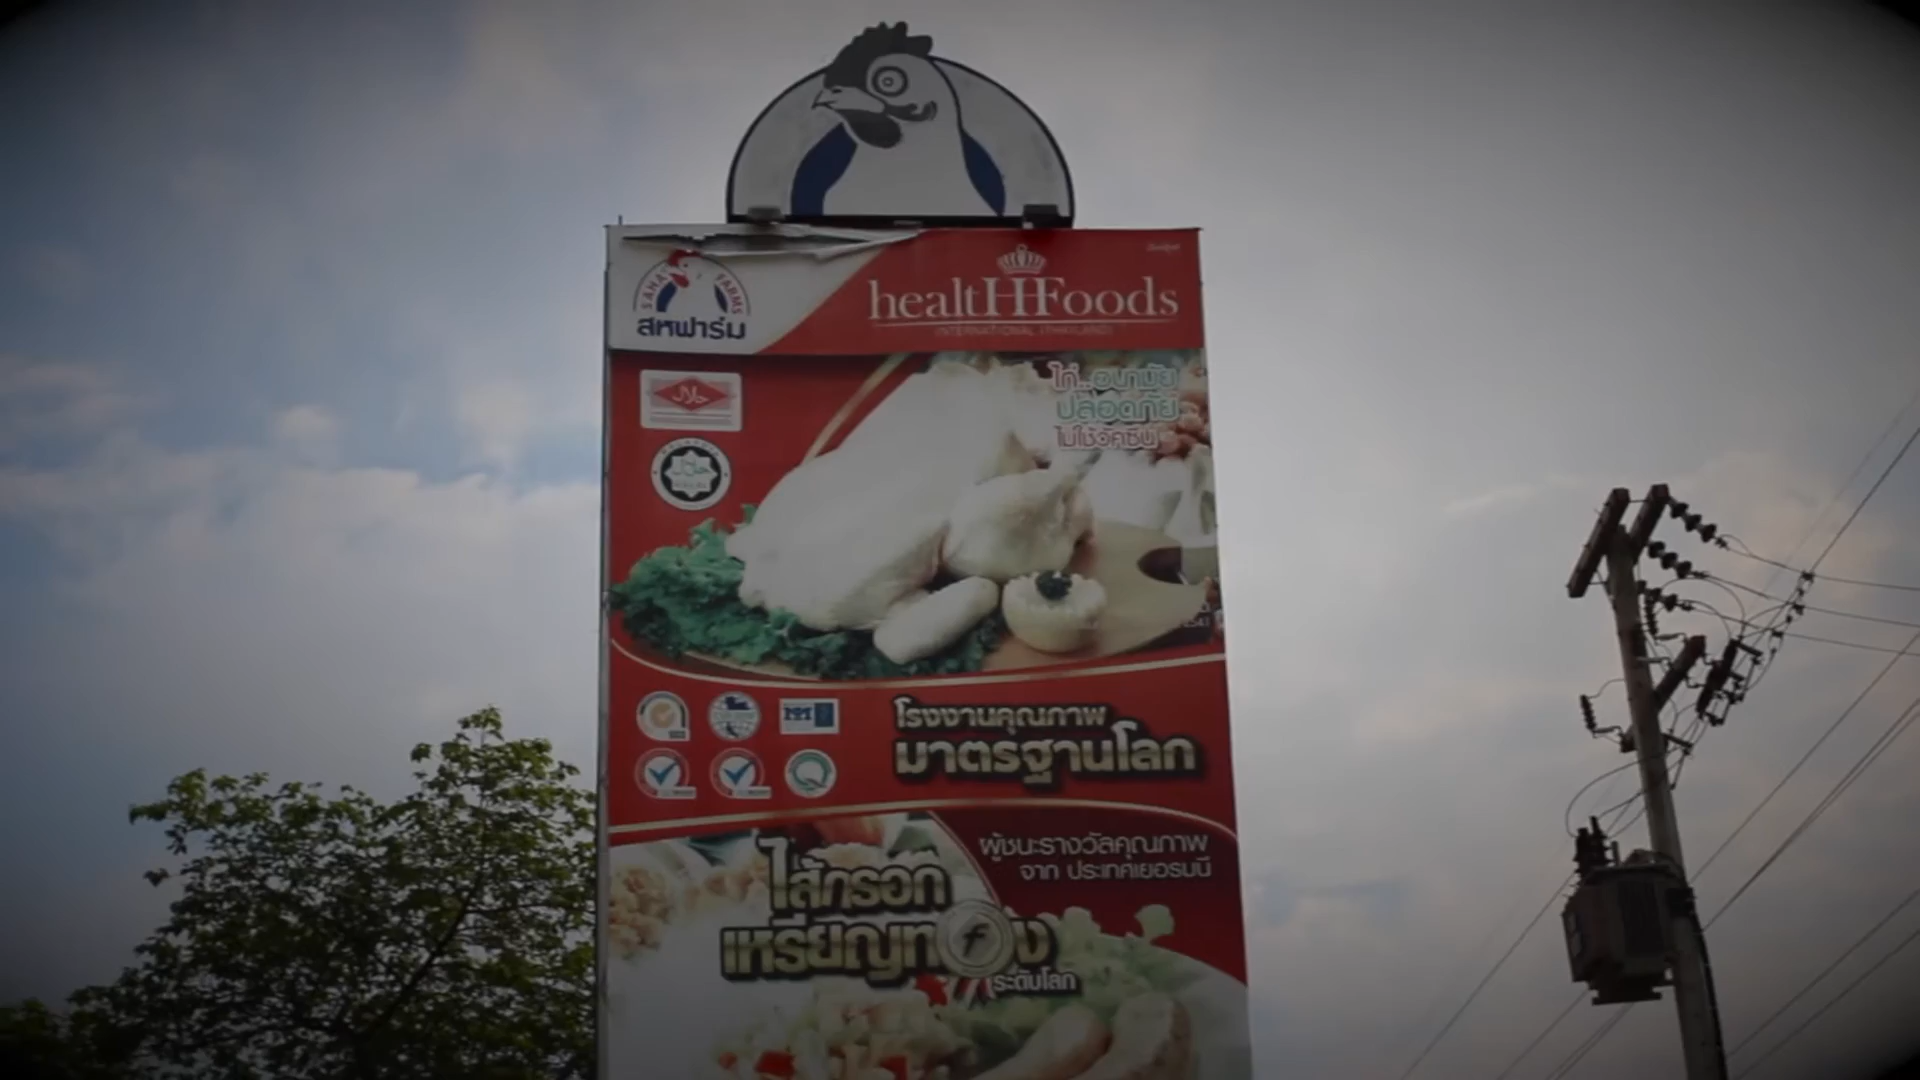 SAHA FARMS
สหฟาร์ม
healtHFoods
INTERNATIONAL (THAILAND)
حلال
ไก่..อนามัย
ปลอดภัย
ไม่ใช้วัคซีน
โรงงานคุณภาพ
มาตรฐานโลก
ผู้ชนะรางวัลคุณภาพ
จาก ประเทศเยอรมนี
ไส้กรอก
เหรียญทอง
ระดับโลก